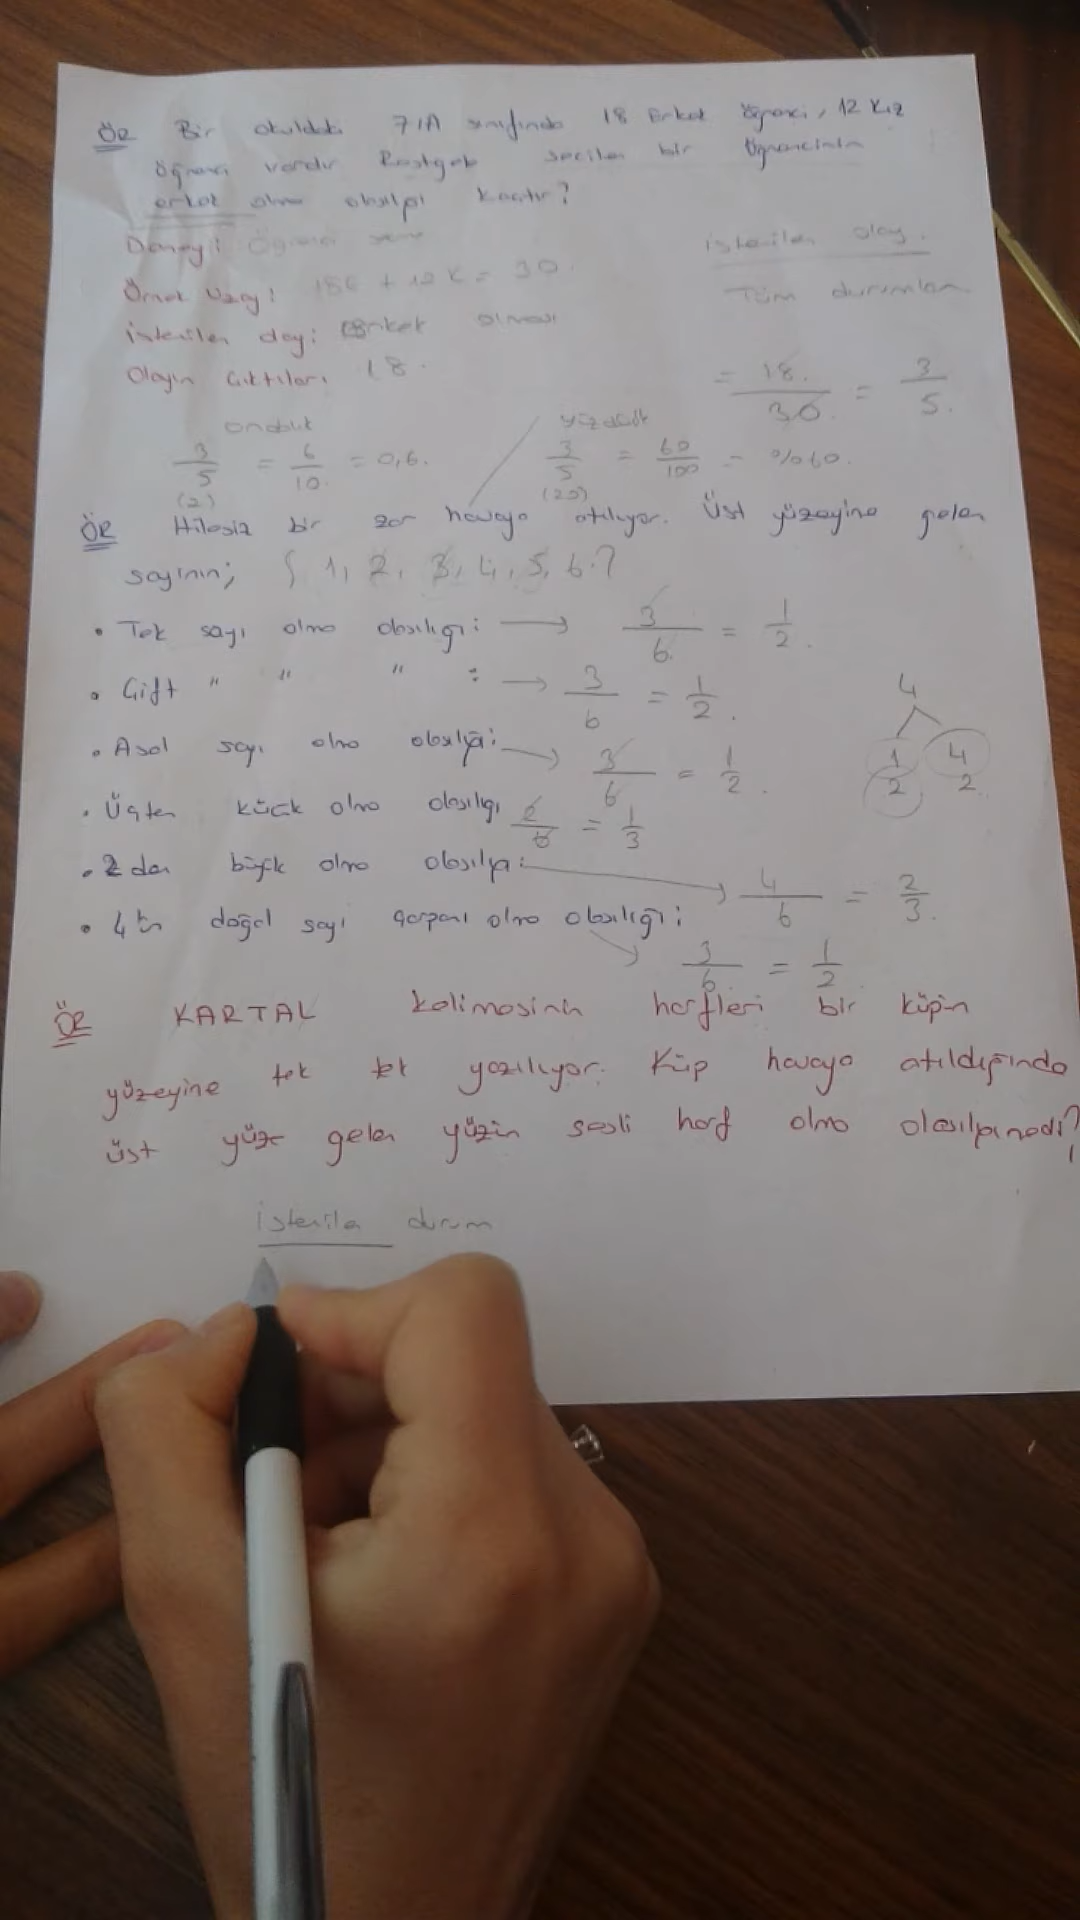 ÖR Bir okuldaki 7/A sınıfında 18 Erkek öğrenci, 12 Kız
öğrenci vardır Rastgele seçilen bir öğrencinin
erkek olma olasılığı kaçtır?
Deney: Öğrenci
Örnek Uzay: 18E + 12K = 30
istenilen olay: Erkek olması
Olayın Çıktıları 18.
istenilen olay.
Tüm durumlar
= 18/30 = 3/5.
ondalık
3/5 = 6/10 = 0,6.
(2)
yüzdelik
3/5 = 60/100 = %60.
(20)
ÖR Hilesiz bir zar havaya atılıyor. Üst yüzeyine gelen
sayının; { 1, 2, 3, 4, 5, 6 }
• Tek sayı olma olasılığı: → 3/6 = 1/2.
• Çift " " " : → 3/6 = 1/2.
• Asal sayı olma olasılığı: → 3/6 = 1/2.
• Üçten küçük olma olasılığı 2/6 = 1/3
• 2 den büyük olma olasılığı: → 4/6 = 2/3.
• 4'ün doğal sayı çarpanı olma olasılığı: → 3/6 = 1/2
4
1 4
2 2
ÖR KARTAL kelimesinin harfleri bir küpün
yüzeyine tek tek yazılıyor. Küp havaya atıldığında
üst yüze gelen yüzün sesli harf olma olasılığı nedir?
istenilen durum